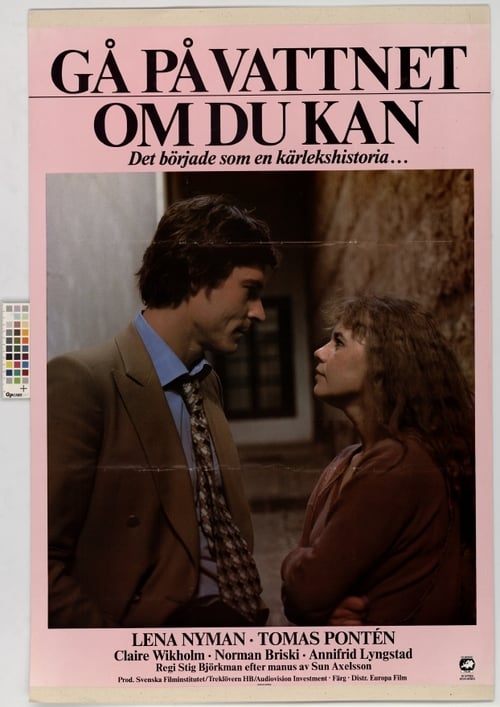 GÅ PÅ VATTNET
OM DU KAN
Det började som en kärlekshistoria...
LENA NYMAN · TOMAS PONTÉN
Claire Wikholm · Norman Briski · Annifrid Lyngstad
Regi Stig Björkman efter manus av Sun Axelsson
Prod. Svenska Filminstitutet/Treklövern HB/Audiovision Investment · Färg · Distr. Europa Film